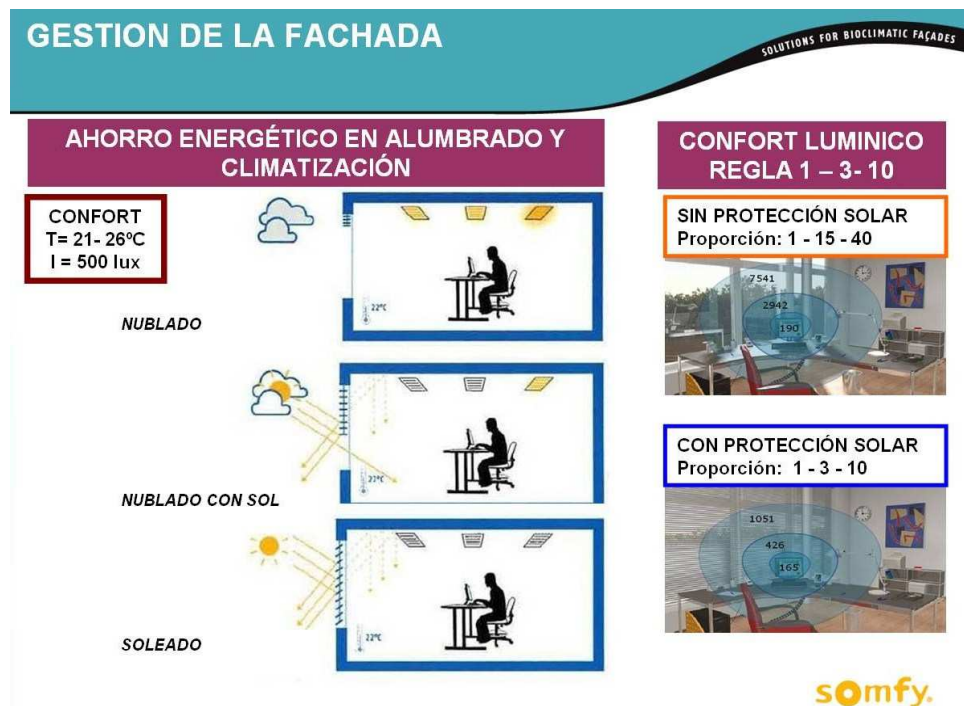 GESTION DE LA FACHADA
SOLUTIONS FOR BIOCLIMATIC FAÇADES
AHORRO ENERGÉTICO EN ALUMBRADO Y
CLIMATIZACIÓN
CONFORT
T= 21- 26ºC
I = 500 lux
22ºC
NUBLADO
22ºC
NUBLADO CON SOL
22ºC
SOLEADO
CONFORT LUMINICO
REGLA 1 – 3- 10
SIN PROTECCIÓN SOLAR
Proporción: 1 - 15 - 40
7541
2942
190
CON PROTECCIÓN SOLAR
Proporción: 1 - 3 - 10
1051
426
165
somfy.